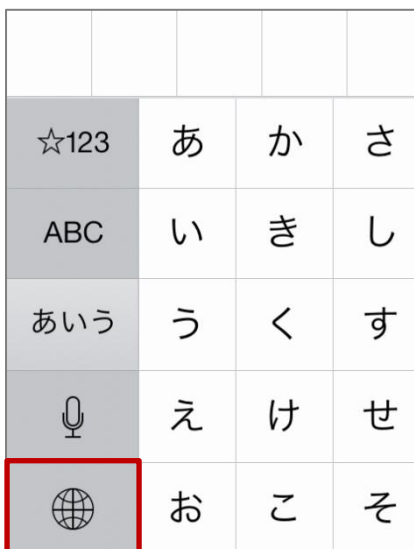 ☆123 あ か さ
ABC い き し
あいう う く す
え け せ
お こ そ